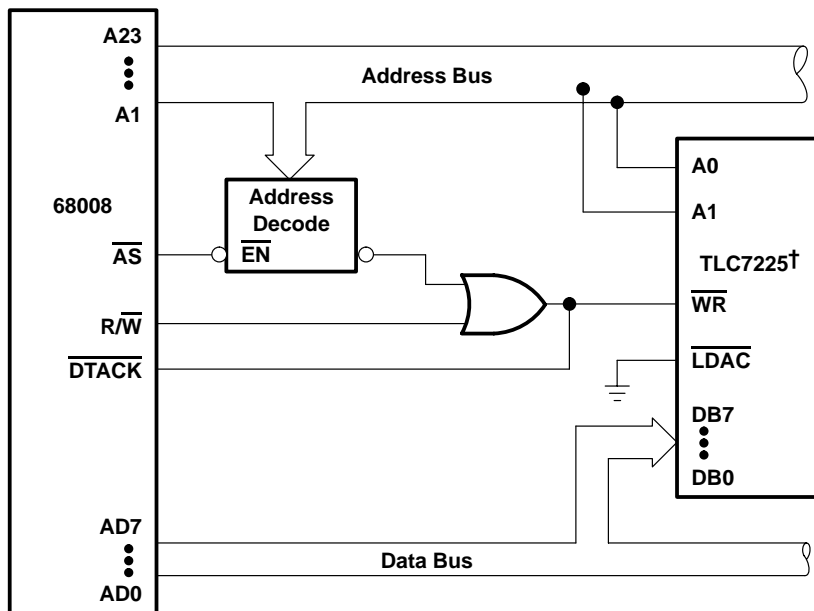 A23
Address Bus
A1
A0
68008
Address
Decode
A1
AS
EN
TLC7225†
R/W
WR
DTACK
LDAC
DB7
DB0
AD7
Data Bus
AD0